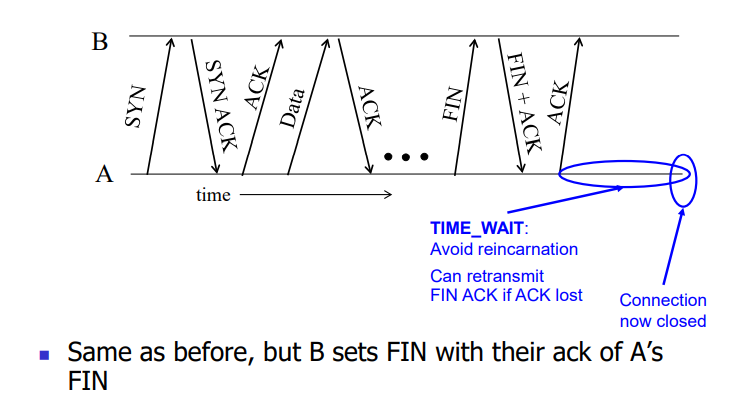 B
SYN
SYN ACK
ACK
Data
ACK
FIN
FIN + ACK
ACK
A
time
TIME_WAIT:
Avoid reincarnation
Can retransmit
FIN ACK if ACK lost
Connection
now closed
Same as before, but B sets FIN with their ack of A’s
FIN